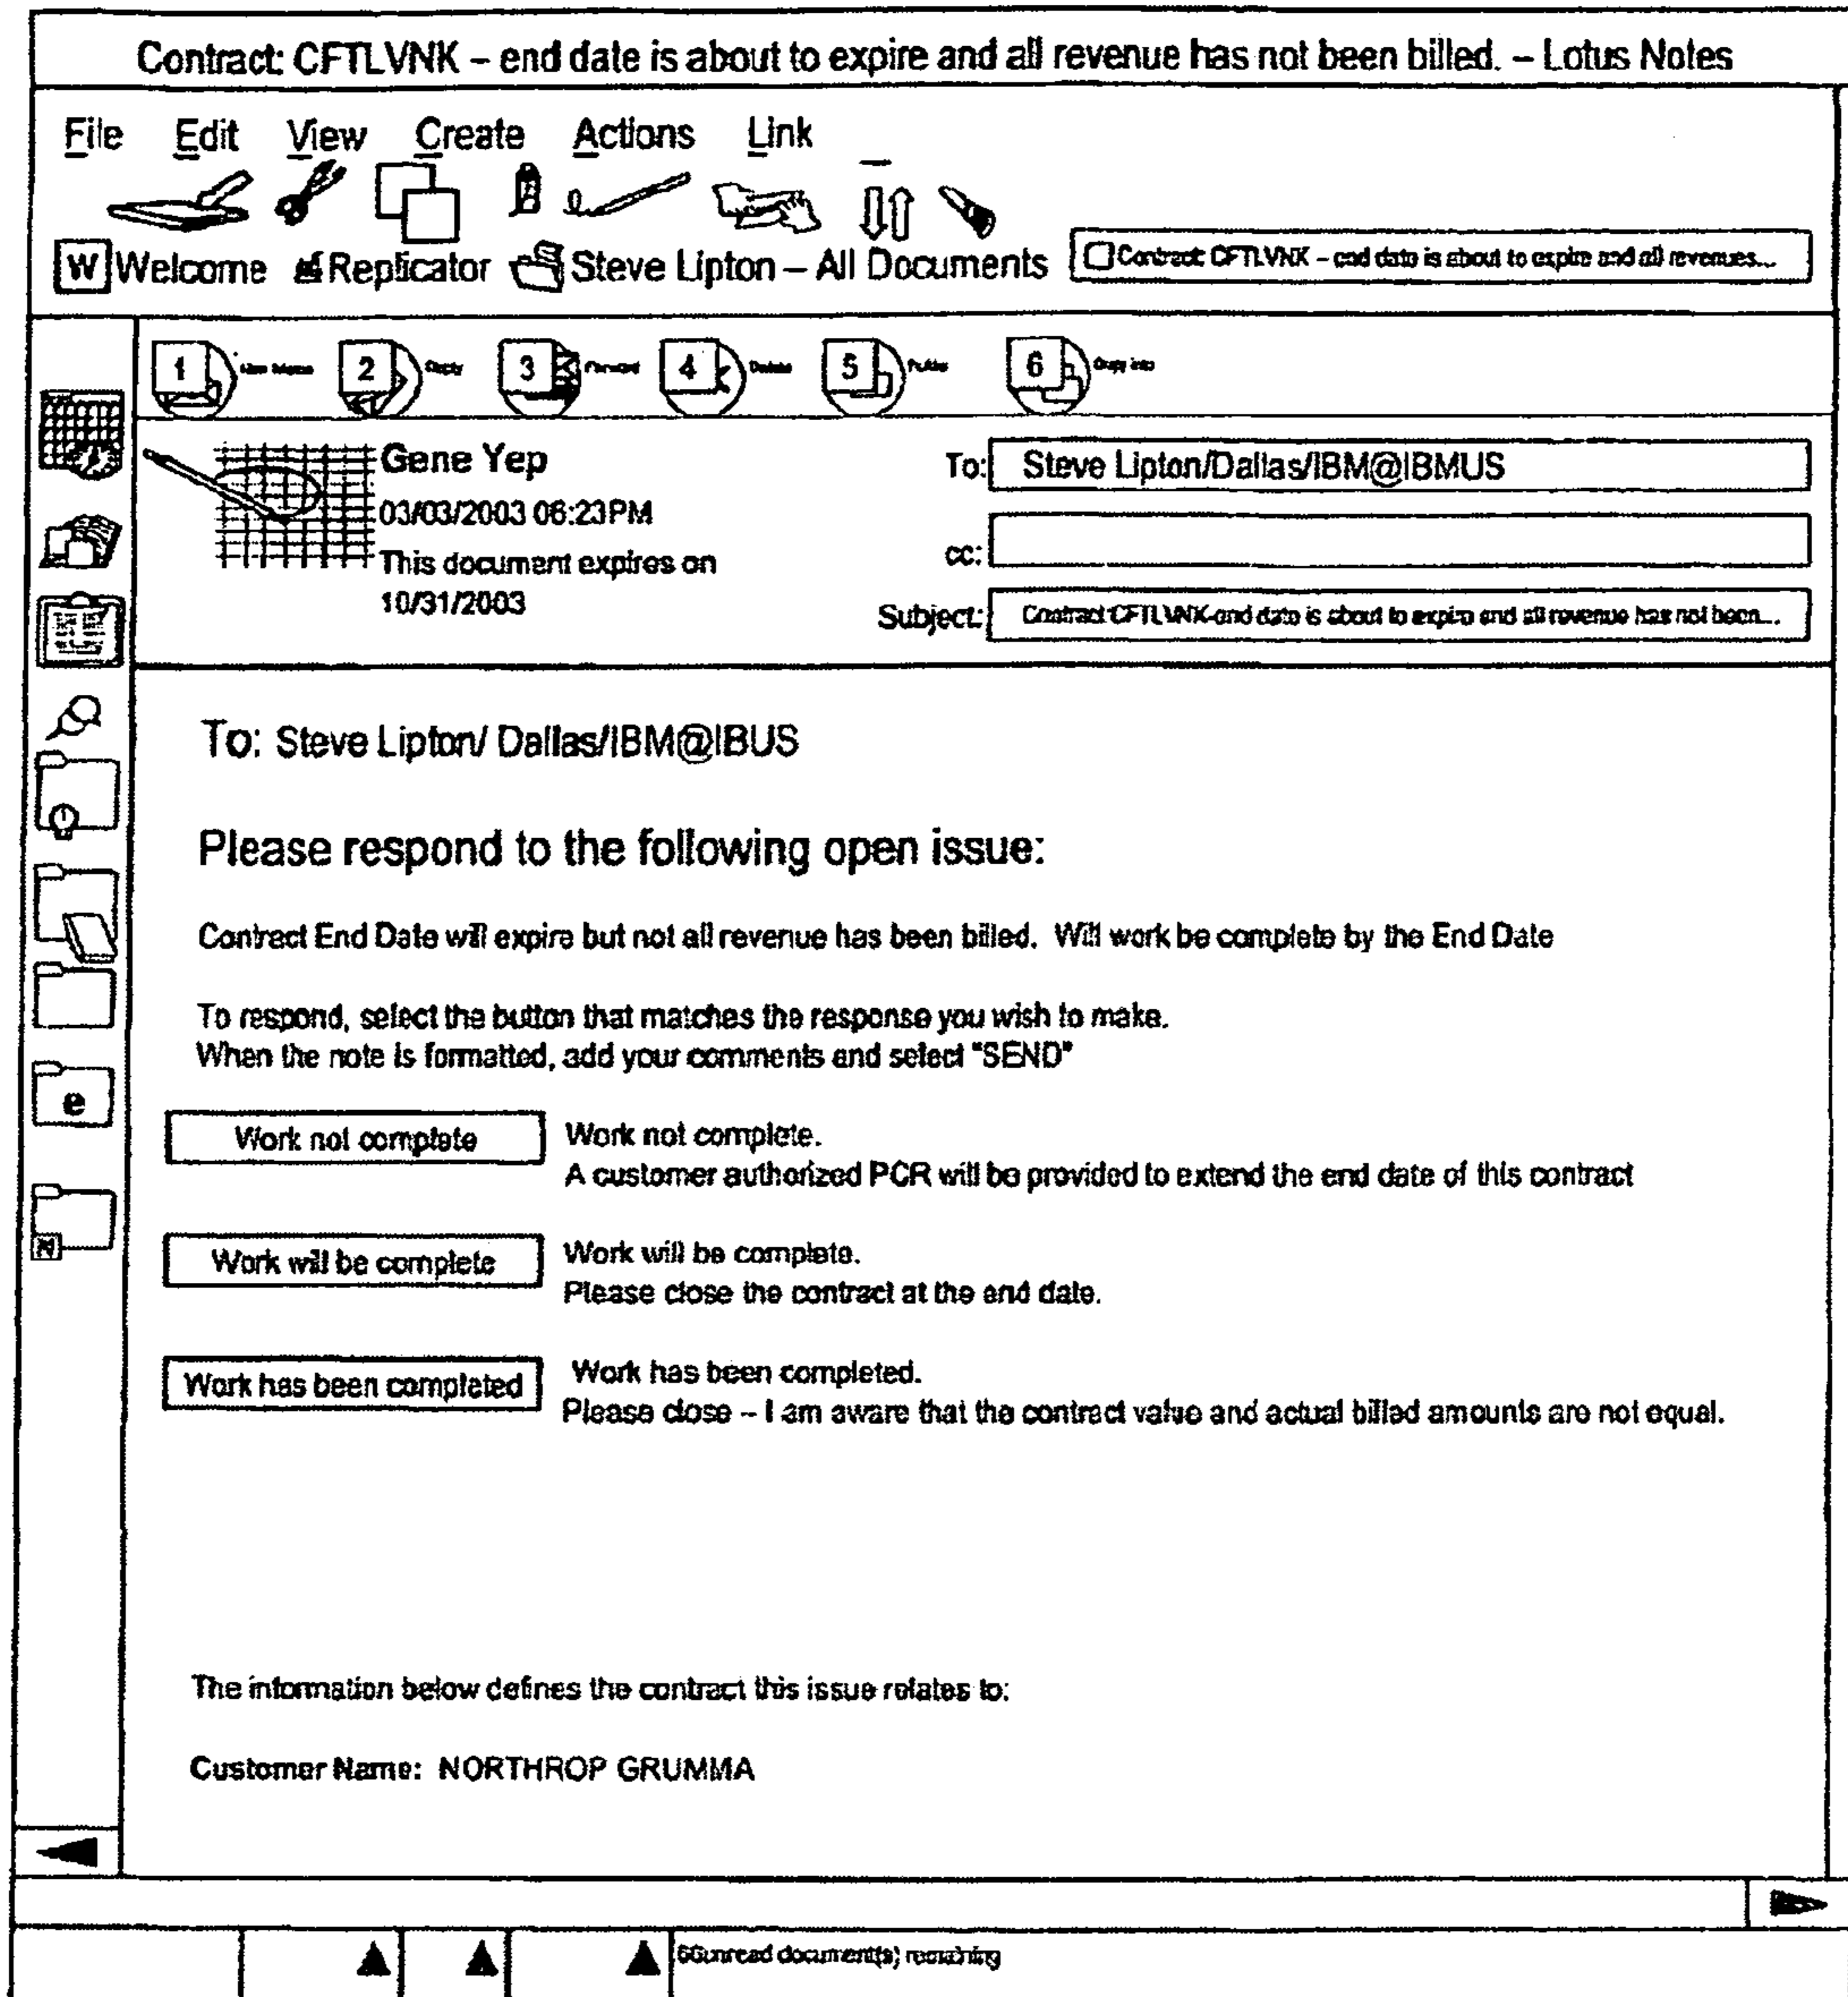 Contract: CFTLVNK – end date is about to expire and all revenue has not been billed. – Lotus Notes
File Edit View Create Actions Link
W Welcome Replicator Steve Lipton – All Documents
Contract: CFTLVNK – end date is about to expire and all revenues...
1 2 Reply 3 Forward 4 Delete 5 Folder 6 Copy into
Gene Yep
03/03/2003 06:23PM
This document expires on
10/31/2003
To: Steve Lipton/Dallas/IBM@IBMUS
cc:
Subject: Contract:CFTLVNK-end date is about to expire and all revenue has not been...
To: Steve Lipton/ Dallas/IBM@IBUS
Please respond to the following open issue:
Contract End Date will expire but not all revenue has been billed. Will work be complete by the End Date
To respond, select the button that matches the response you wish to make.
When the note is formatted, add your comments and select "SEND"
Work not complete
Work not complete.
A customer authorized PCR will be provided to extend the end date of this contract
Work will be complete
Work will be complete.
Please close the contract at the end date.
Work has been completed
Work has been completed.
Please close – I am aware that the contract value and actual billed amounts are not equal.
e
N
The information below defines the contract this issue relates to:
Customer Name: NORTHROP GRUMMA
unread document(s) remaining